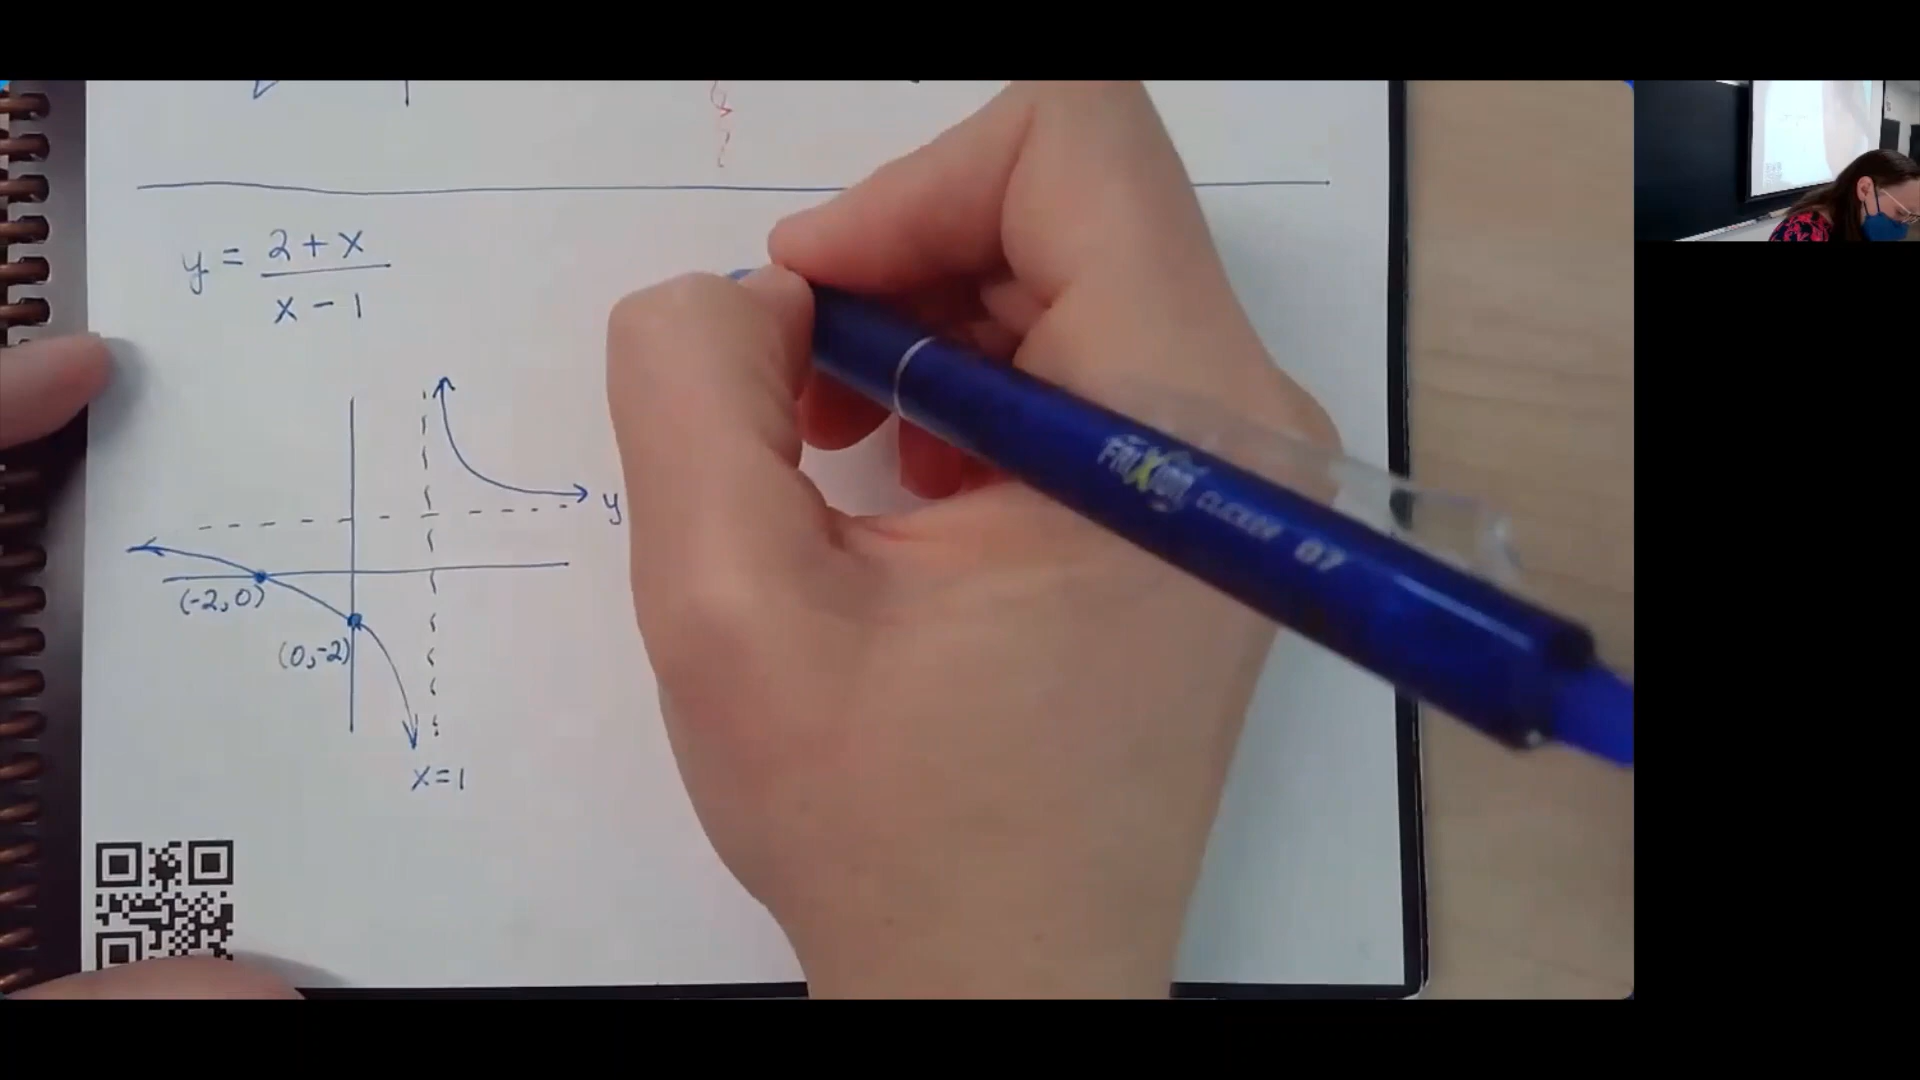 y = 2 + x
x - 1
y
(-2, 0)
(0, -2)
x = 1
FRIXION CLICKER 07